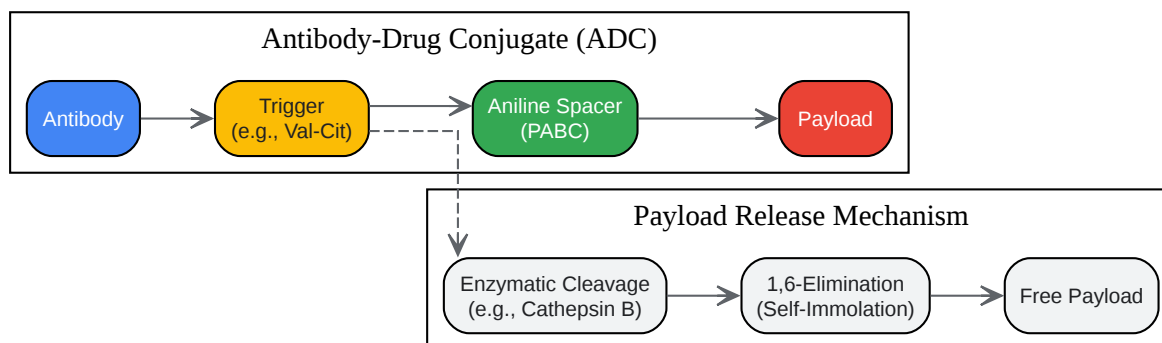 Antibody-Drug Conjugate (ADC)
Antibody
Trigger
(e.g., Val-Cit)
Aniline Spacer
(PABC)
Payload
Payload Release Mechanism
Enzymatic Cleavage
(e.g., Cathepsin B)
1,6-Elimination
(Self-Immolation)
Free Payload